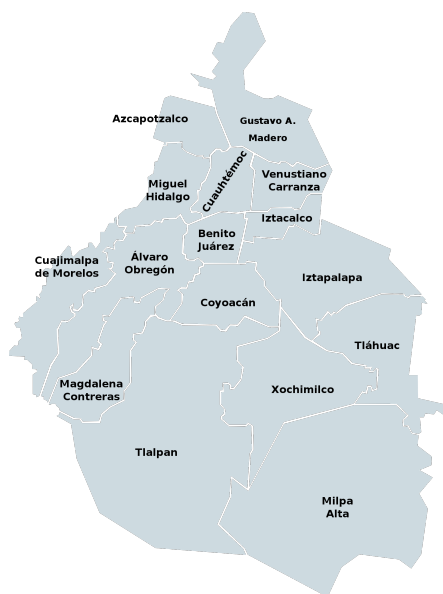 Gustavo A.
Madero
Azcapotzalco
Cuauhtémoc
Venustiano
Carranza
Miguel
Hidalgo
Iztacalco
Benito
Juárez
Cuajimalpa
de Morelos
Álvaro
Obregón
Iztapalapa
Coyoacán
Tláhuac
Magdalena
Contreras
Xochimilco
Tlalpan
Milpa
Alta